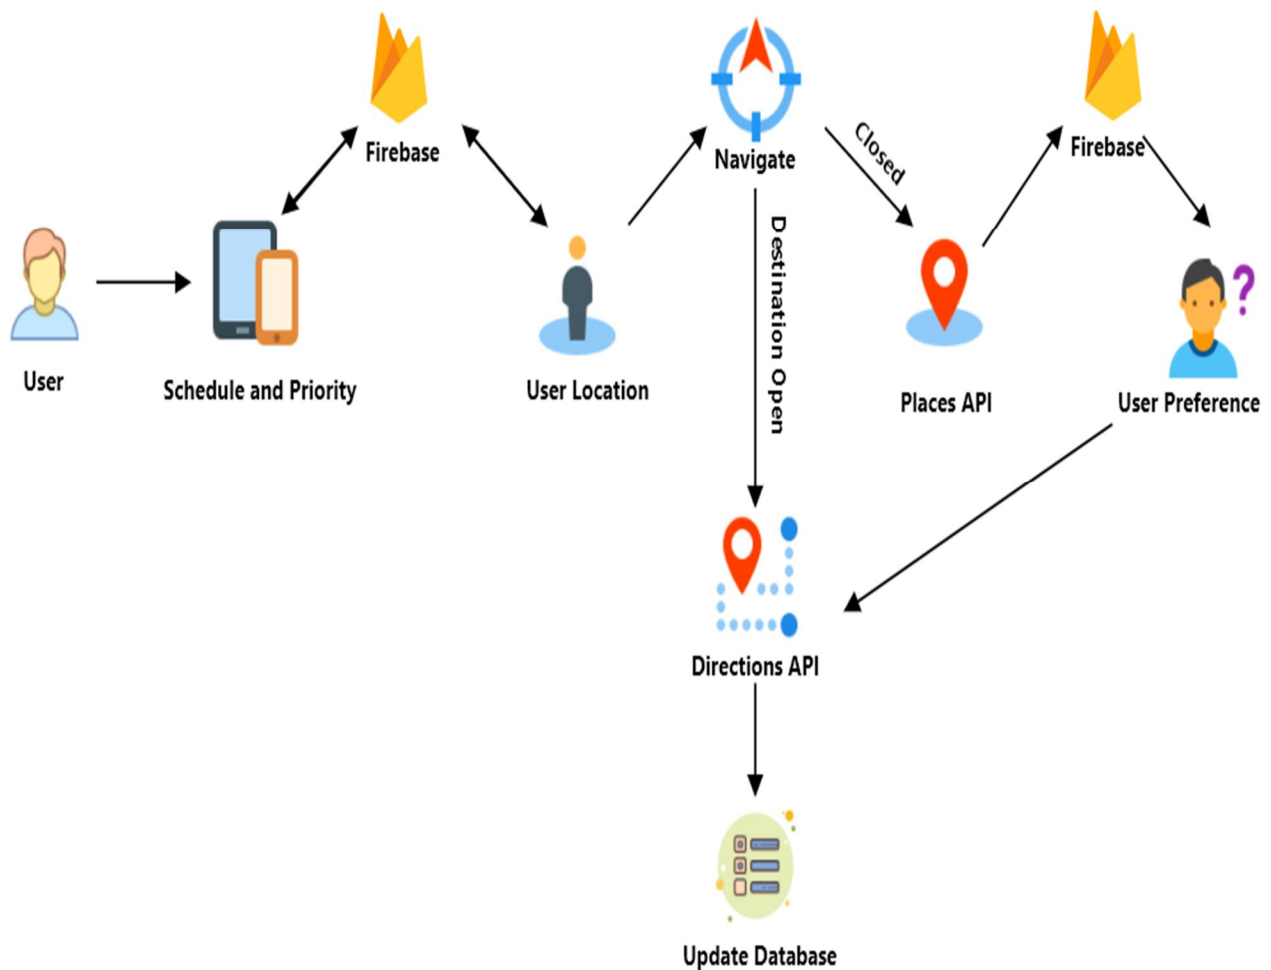 Firebase
Navigate
Closed
Firebase
User
Schedule and Priority
User Location
Destination Open
Places API
User Preference
Directions API
Update Database